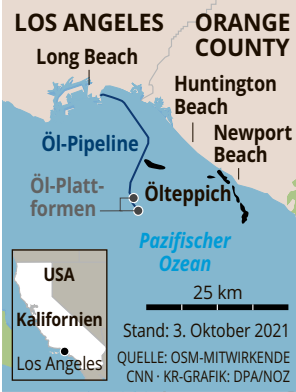 LOS ANGELES
ORANGE
COUNTY
Long Beach
Huntington
Beach
Newport
Beach
Öl-Pipeline
Öl-Platt-
formen
Ölteppich
Pazifischer
Ozean
25 km
USA
Kalifornien
Los Angeles
Stand: 3. Oktober 2021
QUELLE: OSM-MITWIRKENDE
CNN · KR-GRAFIK: DPA/NOZ